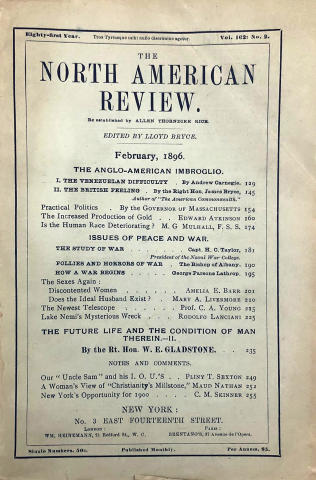 Eighty-first Year. Tros Tyriusque mihi nullo discrimine agetur. Vol. 162: No. 2.
THE
NORTH AMERICAN
REVIEW.
Re-established by ALLEN THORNDIKE RICE.
EDITED BY LLOYD BRYCE.
February, 1896.
THE ANGLO-AMERICAN IMBROGLIO.
I. THE VENEZUELAN DIFFICULTY . By Andrew Carnegie. 129
II. THE BRITISH FEELING . By the Right Hon. James Bryce, 145
Author of "The American Commonwealth."
Practical Politics . By the GOVERNOR OF MASSACHUSETTS 154
The Increased Production of Gold . EDWARD ATKINSON 160
Is the Human Race Deteriorating? M. G MULHALL, F. S. S. 174
ISSUES OF PEACE AND WAR.
THE STUDY OF WAR . . . Capt. H. C. Taylor, 181
President of the Naval War College.
FOLLIES AND HORRORS OF WAR . The Bishop of Albany. 190
HOW A WAR BEGINS . . . George Parsons Lathrop. 195
The Sexes Again:
Discontented Women . . . AMELIA E. BARR 201
Does the Ideal Husband Exist? . MARY A. LIVERMORE 210
The Newest Telescope . . . Prof. C. A. YOUNG 215
Lake Nemi's Mysterious Wreck . . RODOLFO LANCIANI 225
THE FUTURE LIFE AND THE CONDITION OF MAN
THEREIN.—II.
By the Rt. Hon. W. E. GLADSTONE. . . 235
NOTES AND COMMENTS.
Our "Uncle Sam" and his I. O. U.'S . PLINY T. SEXTON 249
A Woman's View of "Christianity's Millstone," MAUD NATHAN 252
New York's Opportunity for 1900 . . C. M. SKINNER 255
NEW YORK:
No. 3 EAST FOURTEENTH STREET.
London: Paris:
WM. HEINEMANN, 21 Bedford St., W. C. BRENTANO'S, 37 Avenue de l'Opera.
Single Numbers, 50c. Published Monthly. Per Annum, $5.